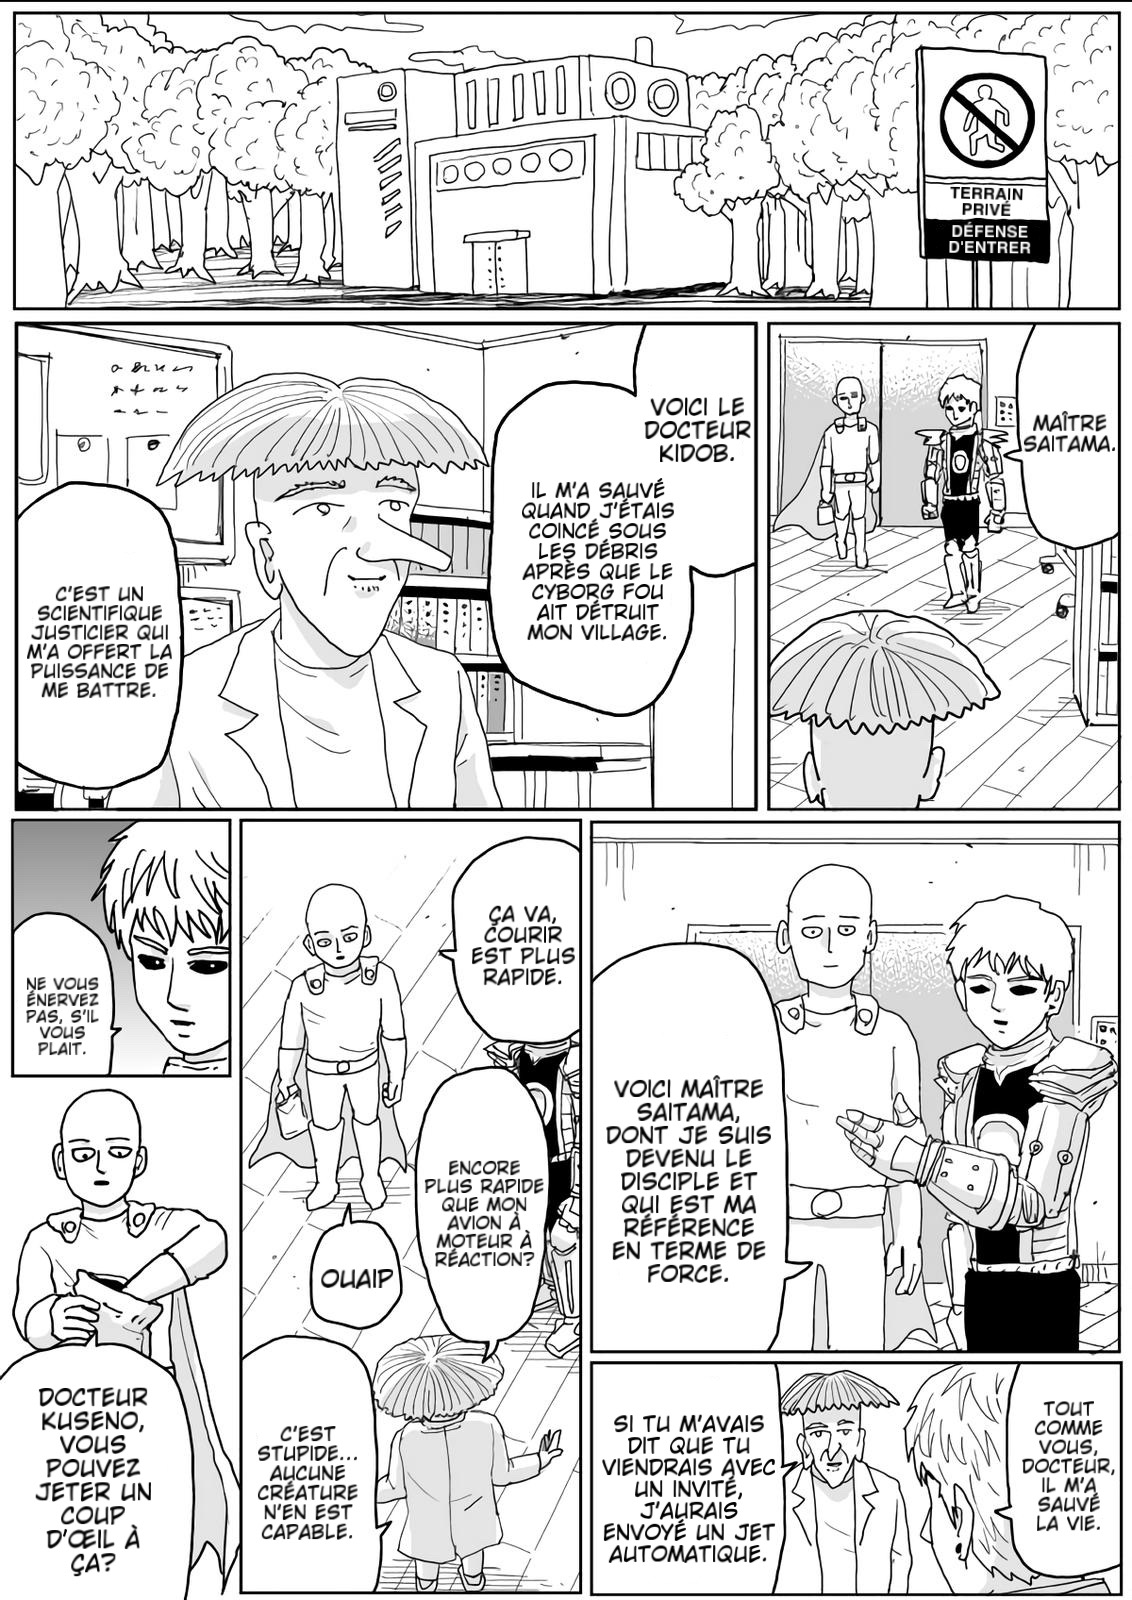 TERRAIN
PRIVÉ
DÉFENSE
D'ENTRER
MAÎTRE
SAITAMA.
VOICI LE
DOCTEUR
KIDOB.
IL M'A SAUVÉ
QUAND J'ÉTAIS
COINCÉ SOUS
LES DÉBRIS
APRÈS QUE LE
CYBORG FOU
AIT DÉTRUIT
MON VILLAGE.
C'EST UN
SCIENTIFIQUE
JUSTICIER QUI
M'A OFFERT LA
PUISSANCE DE
ME BATTRE.
VOICI MAÎTRE
SAITAMA,
DONT JE SUIS
DEVENU LE
DISCIPLE ET
QUI EST MA
RÉFÉRENCE
EN TERME DE
FORCE.
TOUT
COMME
VOUS,
DOCTEUR,
IL M'A
SAUVÉ
LA VIE.
SI TU M'AVAIS
DIT QUE TU
VIENDRAIS AVEC
UN INVITÉ,
J'AURAIS
ENVOYÉ UN JET
AUTOMATIQUE.
ÇA VA,
COURIR
EST PLUS
RAPIDE.
ENCORE
PLUS RAPIDE
QUE MON
AVION À
MOTEUR À
RÉACTION?
OUAIP
C'EST
STUPIDE...
AUCUNE
CRÉATURE
N'EN EST
CAPABLE.
NE VOUS
ÉNERVEZ
PAS, S'IL
VOUS
PLAIT.
DOCTEUR
KUSENO,
VOUS
POUVEZ
JETER UN
COUP
D'ŒIL À
ÇA?